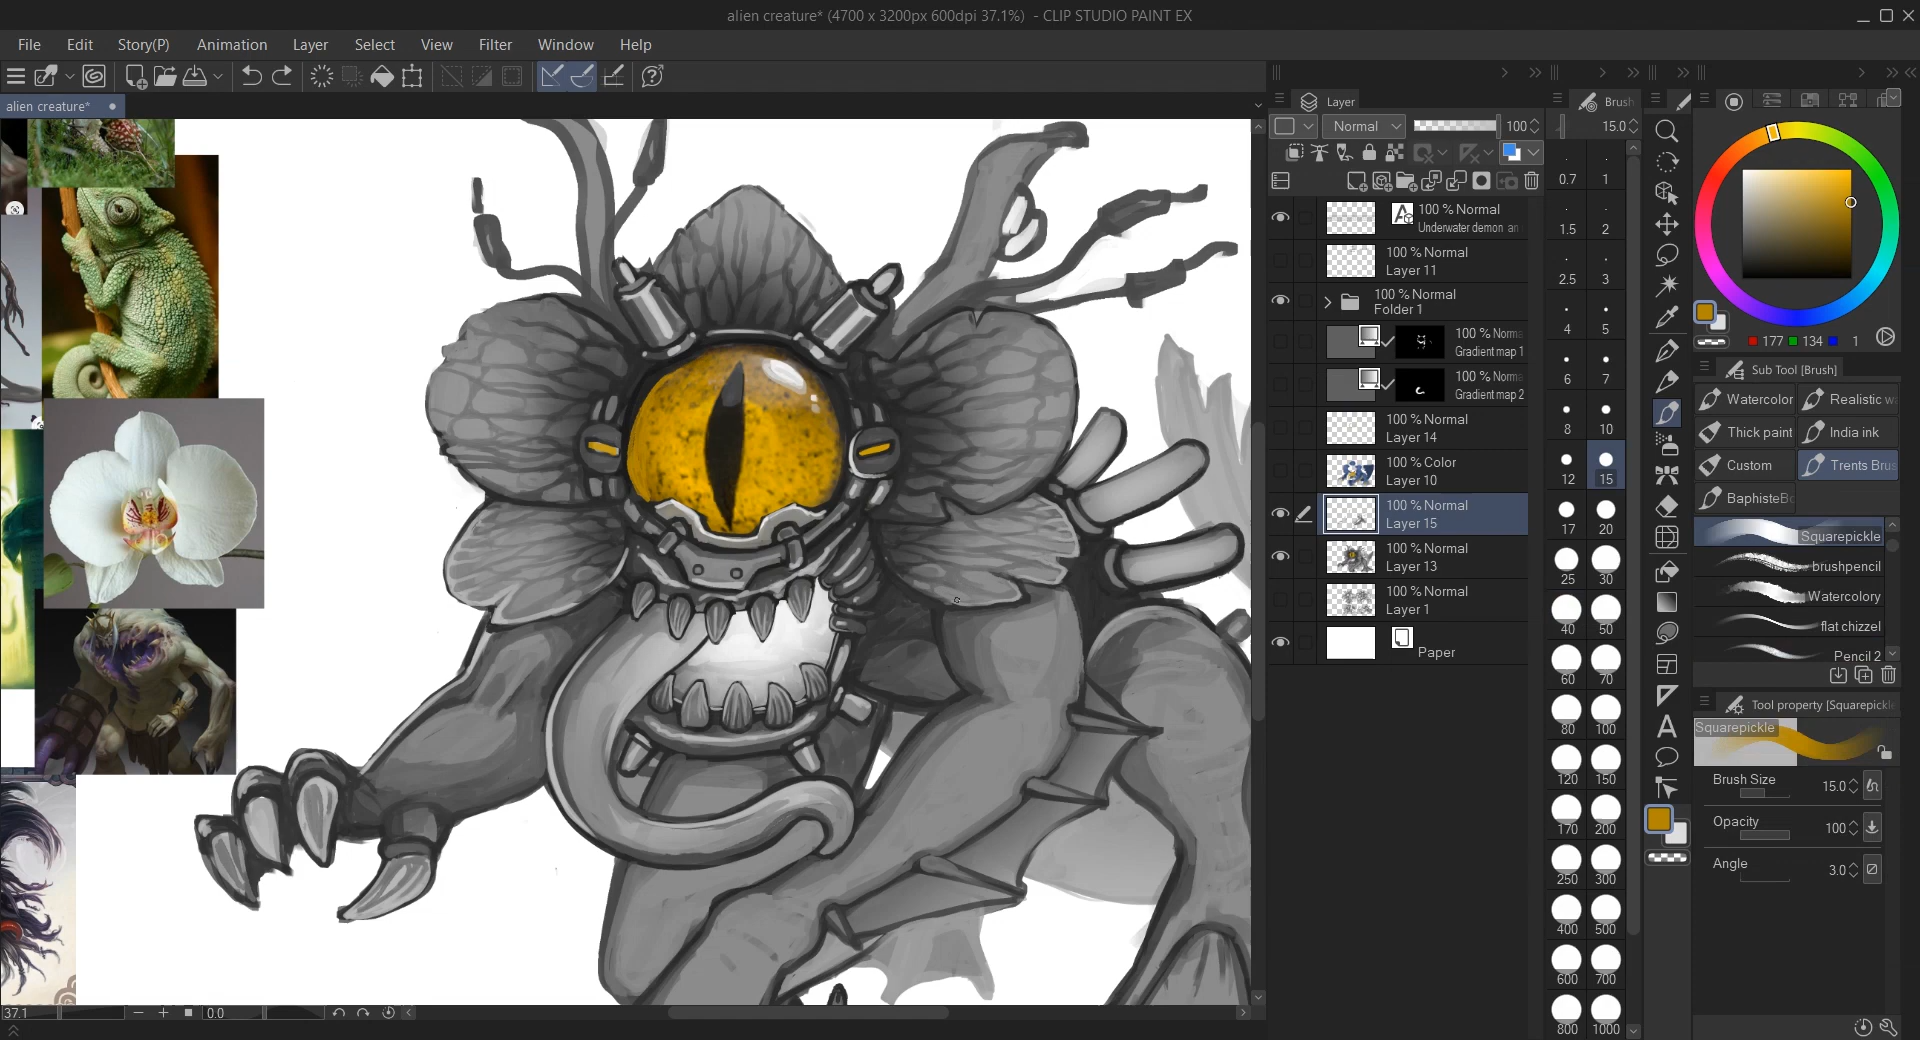 alien creature* (4700 x 3200px 600dpi 37.1%) - CLIP STUDIO PAINT EX
File Edit Story(P) Animation Layer Select View Filter Window Help
alien creature*
Layer
Brush
Normal 100
15.0
100 % Normal
Underwater demon an
100 % Normal
Layer 11
100 % Normal
Folder 1
100 % Norma
Gradient map 1
100 % Norma
Gradient map 2
100 % Normal
Layer 14
100 % Color
Layer 10
100 % Normal
Layer 15
100 % Normal
Layer 13
100 % Normal
Layer 1
Paper
0.7 1
1.5 2
2.5 3
4 5
6 7
8 10
12 15
17 20
25 30
40 50
60 70
80 100
120 150
170 200
250 300
400 500
600 700
800 1000
177 134 1
Sub Tool [Brush]
Watercolor Realistic wa
Thick paint India ink
Custom Trents Brus
BaphisteBo
Squarepickle
brushpencil
Watercolory
flat chizzel
Pencil 2
Tool property [Squarepickle
Squarepickle
Brush Size 15.0
Opacity 100
Angle 3.0
37.1 0.0